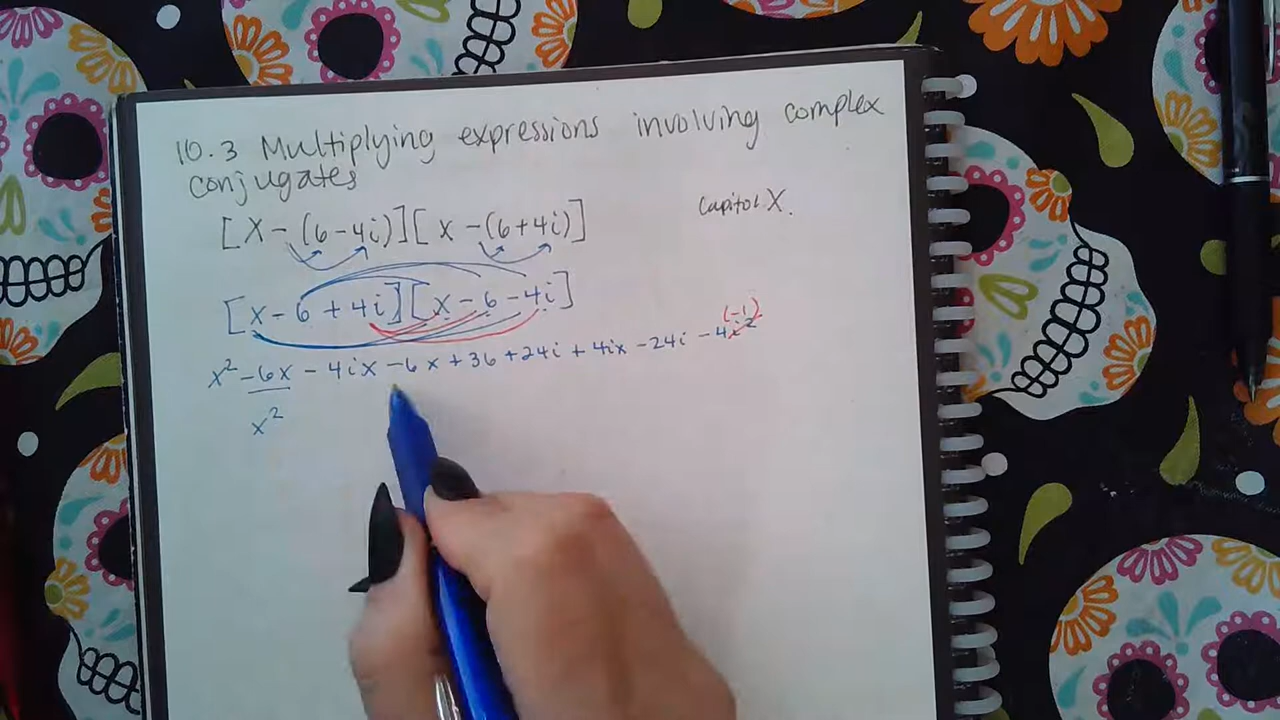 10.3 Multiplying expressions involving complex
conjugates
[X - (6-4i)][x - (6+4i)]
Capitol X.
[x - 6 + 4i][x - 6 - 4i]
(-1)
x² - 6x - 4ix - 6x + 36 + 24i + 4ix - 24i - 4i²
x²